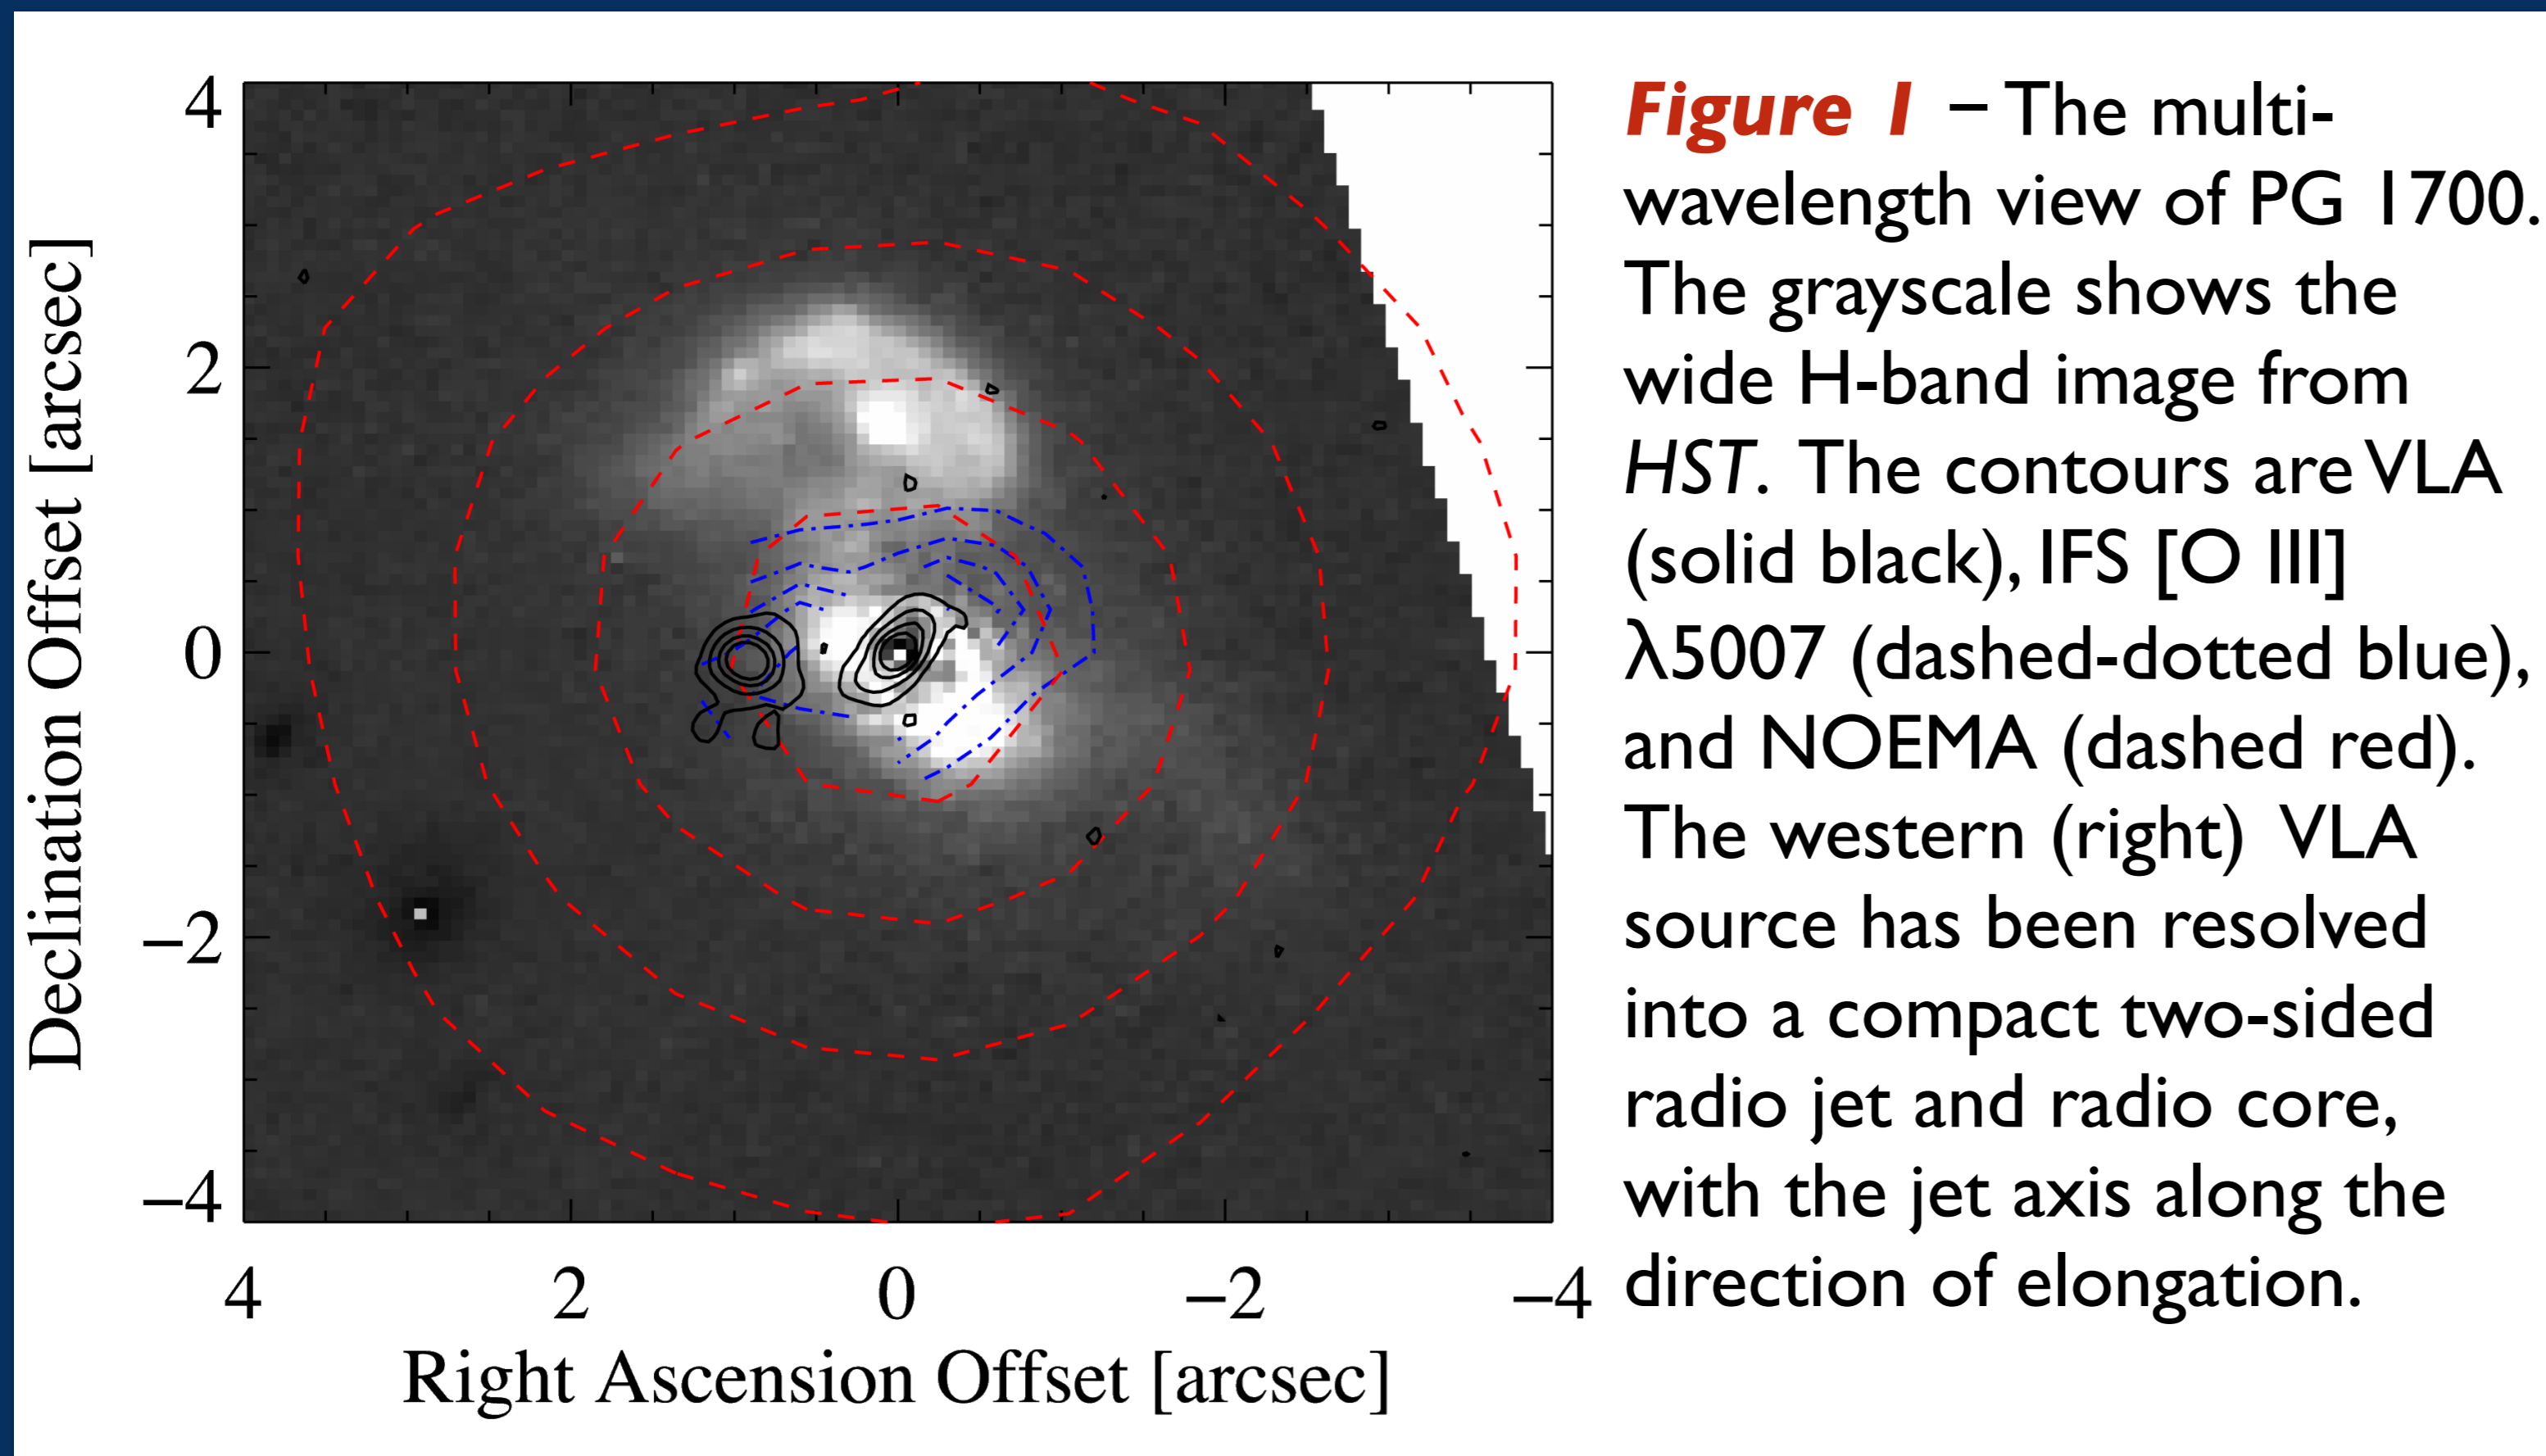 4
2
0
−2
−4
Declination Offset [arcsec]
4 2 0 −2 −4
Right Ascension Offset [arcsec]
Figure 1 – The multi-
wavelength view of PG 1700.
The grayscale shows the
wide H-band image from
HST. The contours are VLA
(solid black), IFS [O III]
λ5007 (dashed-dotted blue),
and NOEMA (dashed red).
The western (right) VLA
source has been resolved
into a compact two-sided
radio jet and radio core,
with the jet axis along the
direction of elongation.